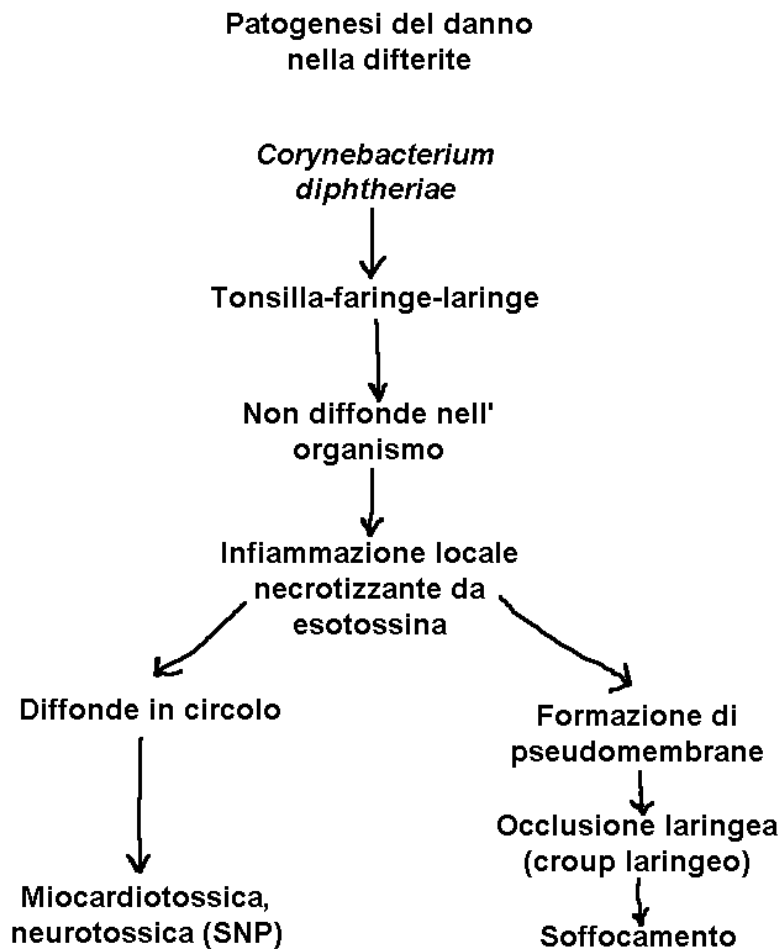 Patogenesi del danno
nella difterite
Corynebacterium
diphtheriae
Tonsilla-faringe-laringe
Non diffonde nell'
organismo
Infiammazione locale
necrotizzante da
esotossina
Diffonde in circolo
Miocardiotossica,
neurotossica (SNP)
Formazione di
pseudomembrane
Occlusione laringea
(croup laringeo)
Soffocamento